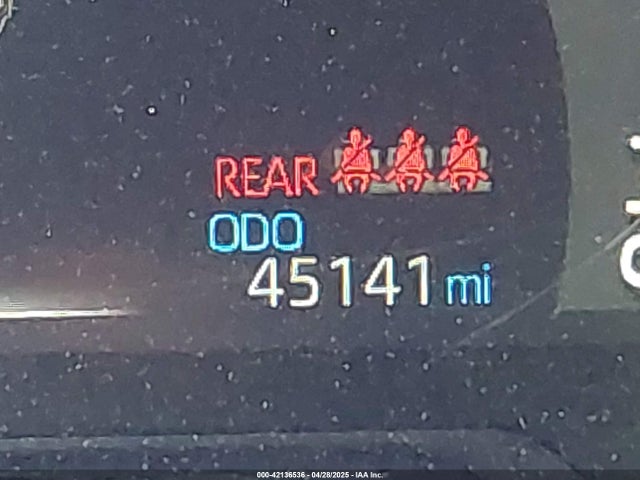 REAR
ODO
45141 mi
000-42136536 - 04/28/2025 - IAA Inc.